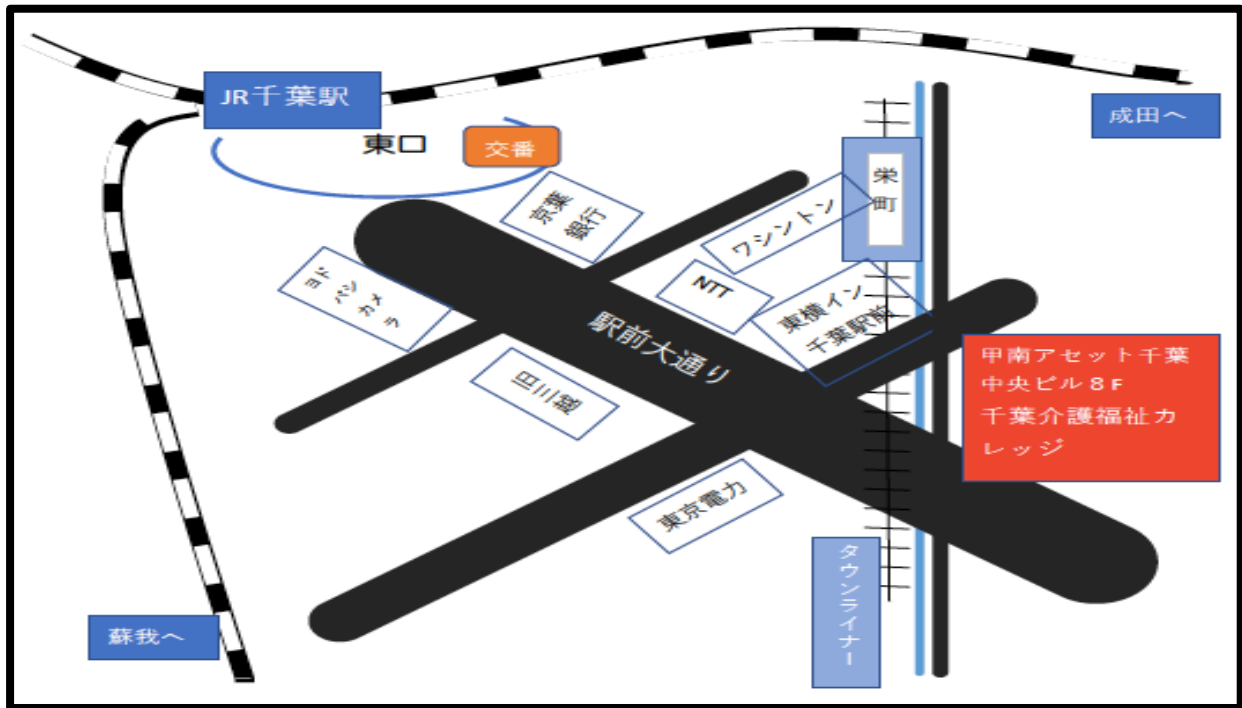 JR千葉駅
成田へ
東口
交番
京葉
銀行
ワシントン
栄
町
ヨド
バシ
カメ
ラ
NTT
東横イン
千葉駅前
駅前大通り
旧三越
甲南アセット千葉
中央ビル８F
千葉介護福祉カ
レッジ
東京電力
タウンライナー
蘇我へ